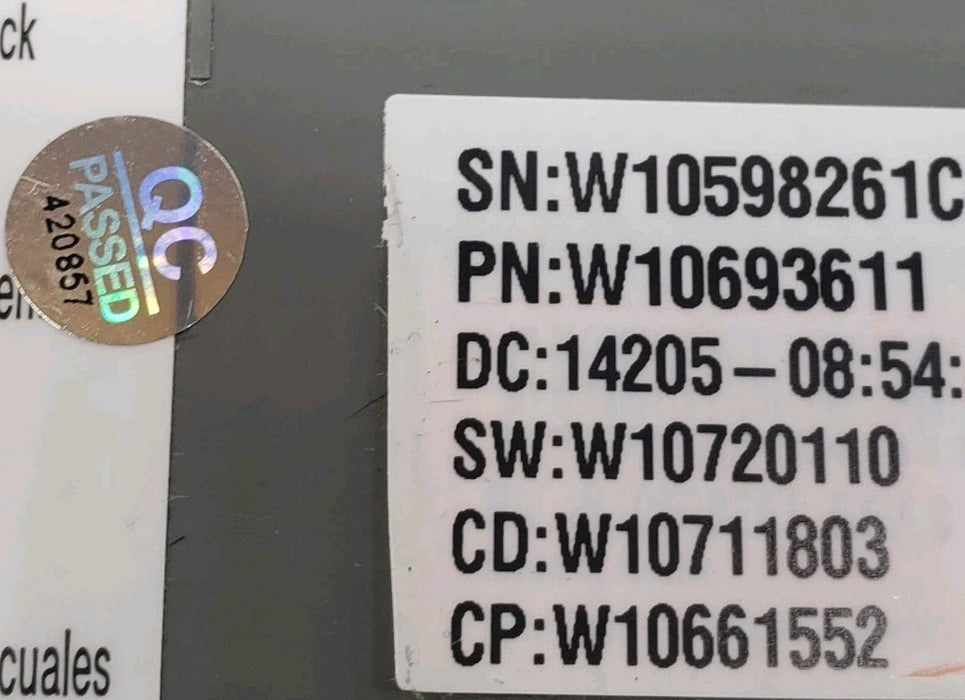 ck
QC
PASSED
420857
cuales
SN:W10598261C
PN:W10693611
DC:14205-08:54:
SW:W10720110
CD:W10711803
CP:W10661552